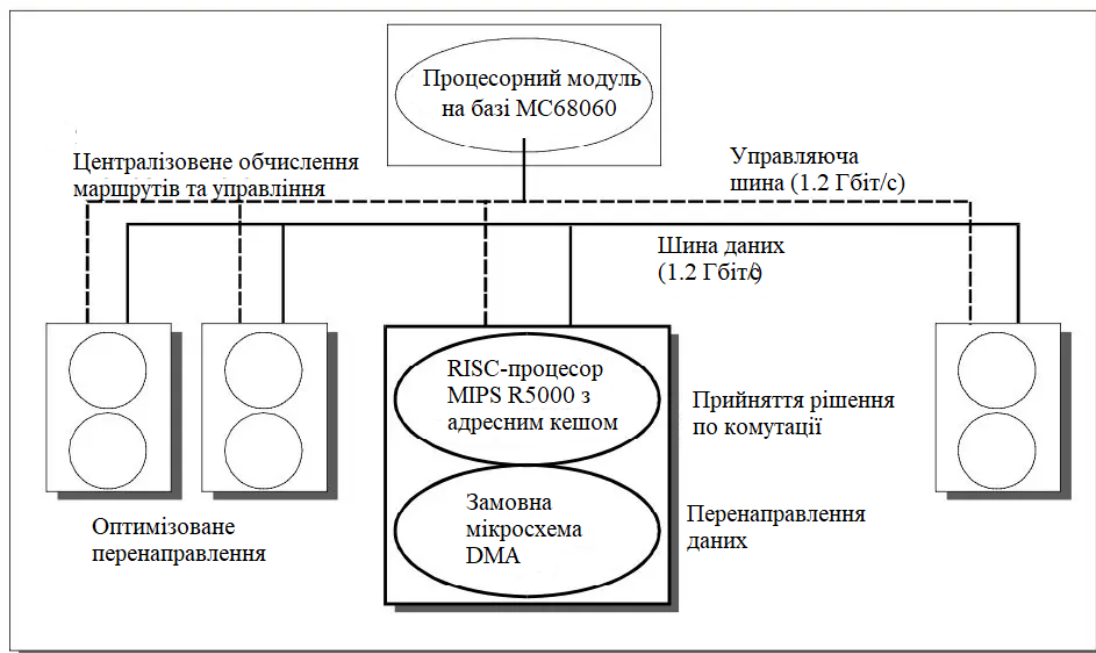 Процесорний модуль
на базі MC68060
Централізовене обчислення
маршрутів та управління
Управляюча
шина (1.2 Гбіт/с)
Шина даних
(1.2 Гбіт/с)
RISC-процесор
MIPS R5000 з
адресним кешом
Прийняття рішення
по комутації
Замовна
мікросхема
DMA
Перенаправлення
даних
Оптимізоване
перенаправлення